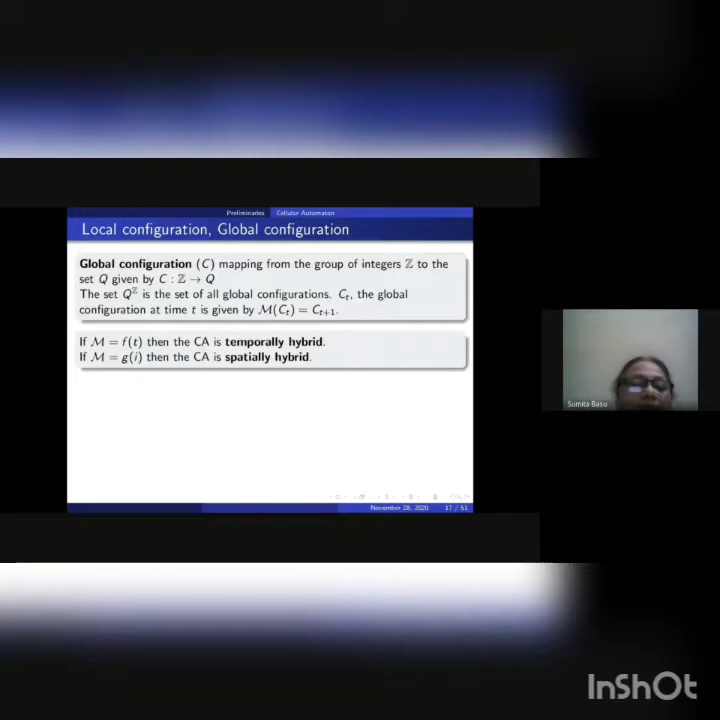 Preliminaries Cellular Automaton
Local configuration, Global configuration
Global configuration (C) mapping from the group of integers ℤ to the
set Q given by C : ℤ → Q
The set Q^ℤ is the set of all global configurations. C_t, the global
configuration at time t is given by ℳ(C_t) = C_{t+1}.
If ℳ = f(t) then the CA is temporally hybrid.
If ℳ = g(i) then the CA is spatially hybrid.
Sumita Basu
November 28, 2020 17 / 51
InShOt